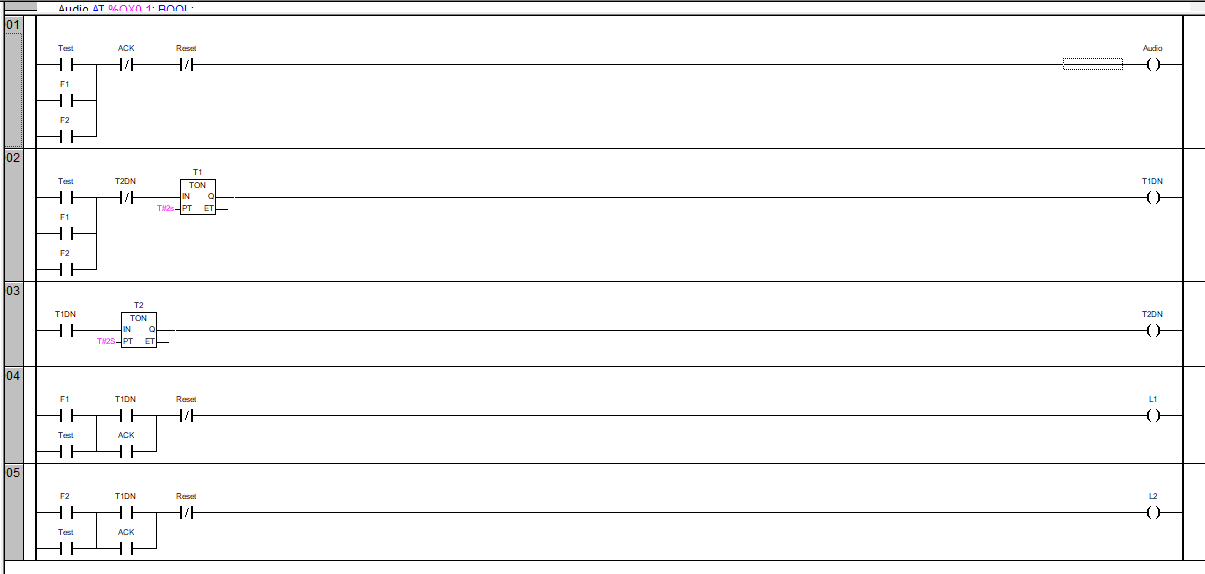 Audio AT %QX0.1: BOOL;
01
Test ACK Reset Audio
F1
F2
02
T1
Test T2DN TON T1DN
IN Q
T#2s PT ET
F1
F2
03
T2
T1DN TON T2DN
IN Q
T#2S PT ET
04
F1 T1DN Reset L1
Test ACK
05
F2 T1DN Reset L2
Test ACK